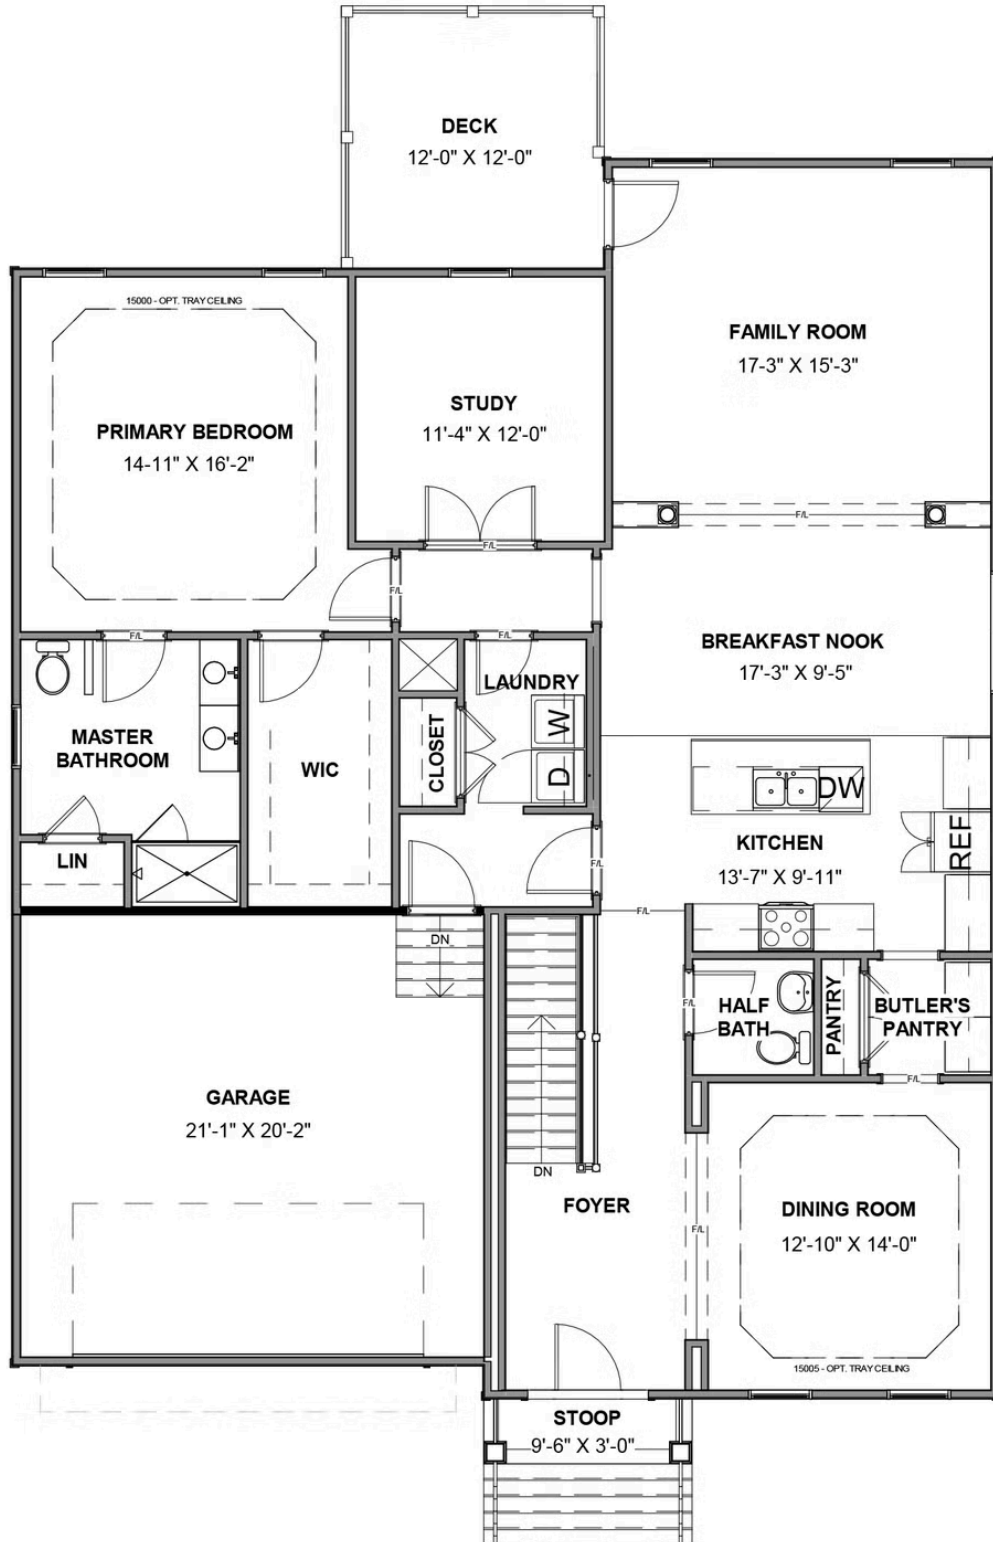 DECK
12'-0" X 12'-0"
15000 - OPT. TRAY CEILING
FAMILY ROOM
17-3" X 15'-3"
STUDY
11'-4" X 12'-0"
PRIMARY BEDROOM
14-11" X 16'-2"
F/L
F/L
F/L
F/L
F/L
BREAKFAST NOOK
17'-3" X 9'-5"
LAUNDRY
W
D
CLOSET
MASTER
BATHROOM
WIC
LIN
DW
KITCHEN
13'-7" X 9'-11"
REF
F/L
F/L
DN
HALF
BATH
F/L
PANTRY
BUTLER'S
PANTRY
F/L
GARAGE
21'-1" X 20'-2"
DN
FOYER
F/L
DINING ROOM
12'-10" X 14'-0"
15005 - OPT. TRAY CEILING
STOOP
9'-6" X 3'-0"